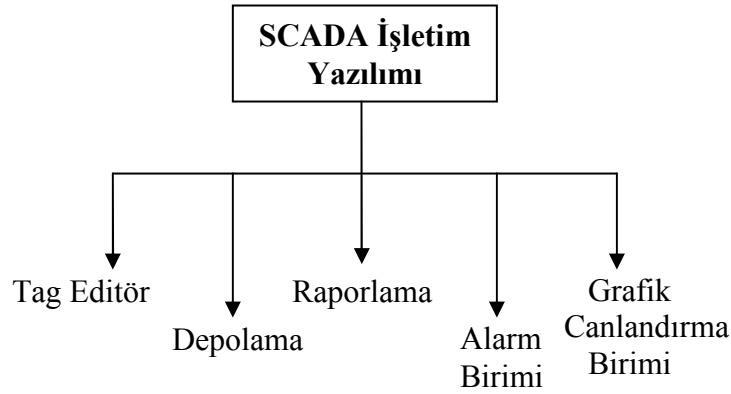 SCADA İşletim
Yazılımı
Tag Editör
Depolama
Raporlama
Alarm
Birimi
Grafik
Canlandırma
Birimi